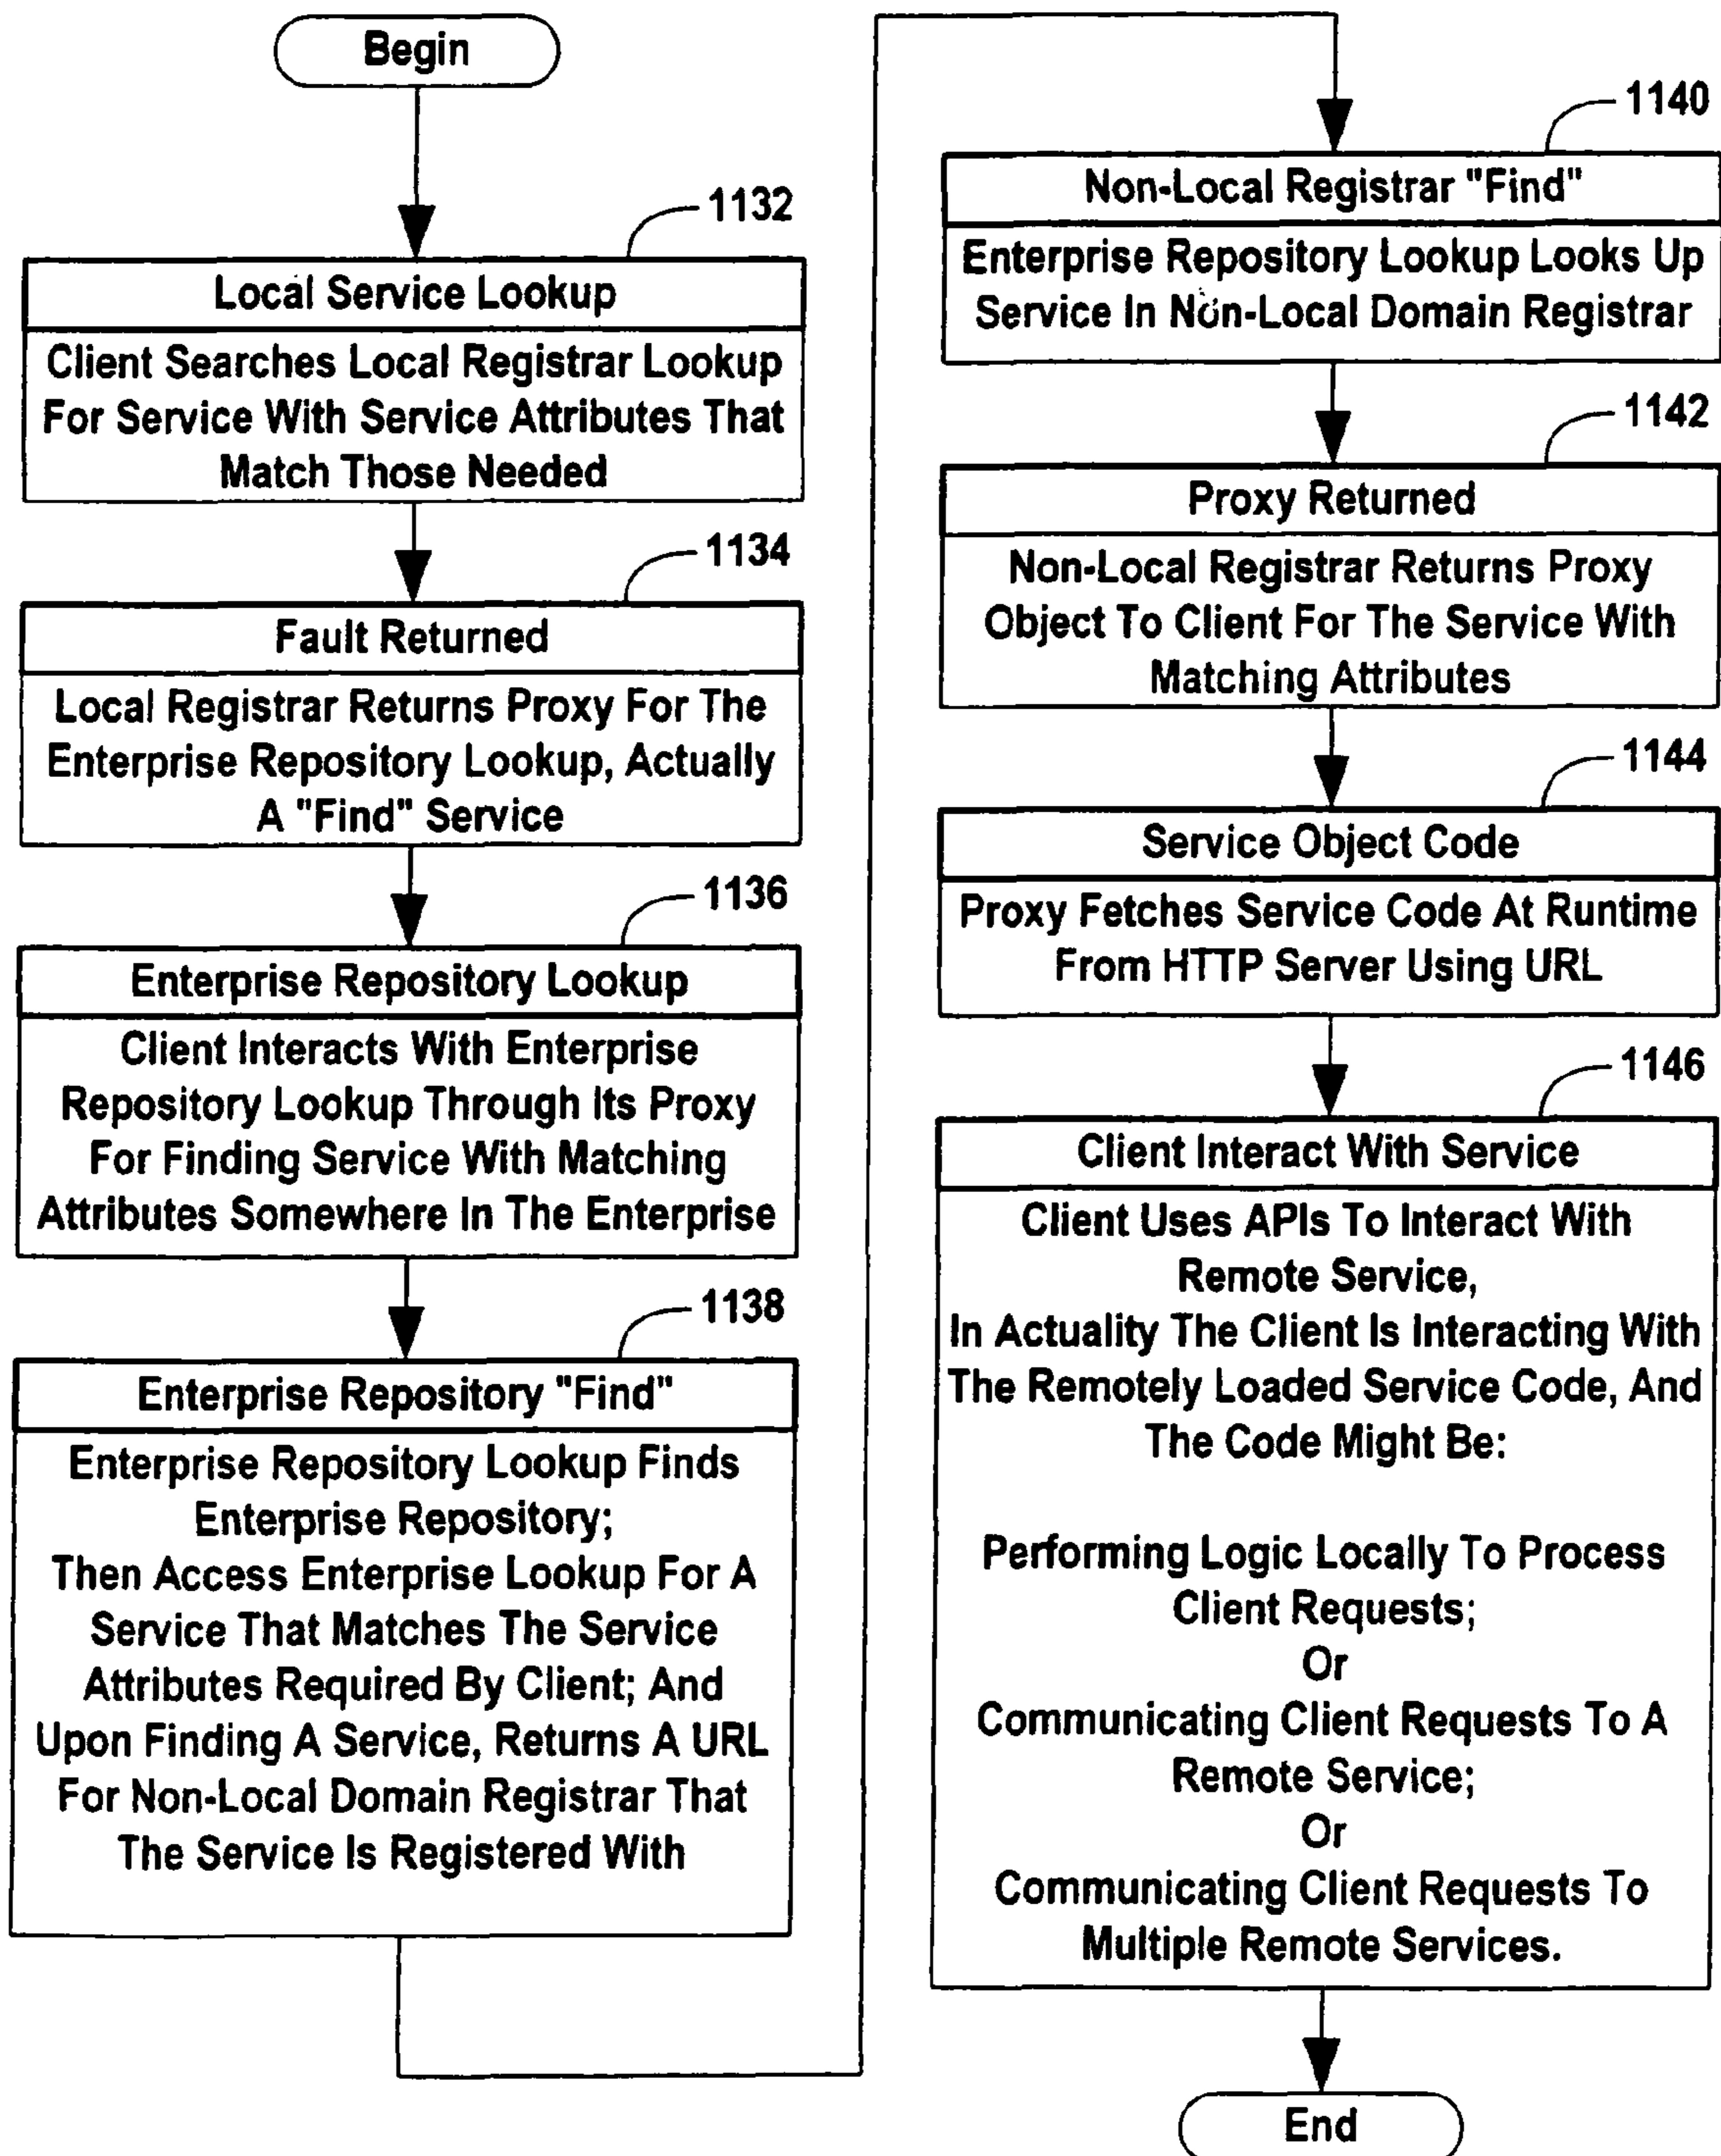 Begin
1132
Local Service Lookup
Client Searches Local Registrar Lookup
For Service With Service Attributes That
Match Those Needed
1134
Fault Returned
Local Registrar Returns Proxy For The
Enterprise Repository Lookup, Actually
A "Find" Service
1136
Enterprise Repository Lookup
Client Interacts With Enterprise
Repository Lookup Through Its Proxy
For Finding Service With Matching
Attributes Somewhere In The Enterprise
1138
Enterprise Repository "Find"
Enterprise Repository Lookup Finds
Enterprise Repository;
Then Access Enterprise Lookup For A
Service That Matches The Service
Attributes Required By Client; And
Upon Finding A Service, Returns A URL
For Non-Local Domain Registrar That
The Service Is Registered With
1140
Non-Local Registrar "Find"
Enterprise Repository Lookup Looks Up
Service In Non-Local Domain Registrar
1142
Proxy Returned
Non-Local Registrar Returns Proxy
Object To Client For The Service With
Matching Attributes
1144
Service Object Code
Proxy Fetches Service Code At Runtime
From HTTP Server Using URL
1146
Client Interact With Service
Client Uses APIs To Interact With
Remote Service,
In Actuality The Client Is Interacting With
The Remotely Loaded Service Code, And
The Code Might Be:
Performing Logic Locally To Process
Client Requests;
Or
Communicating Client Requests To A
Remote Service;
Or
Communicating Client Requests To
Multiple Remote Services.
End